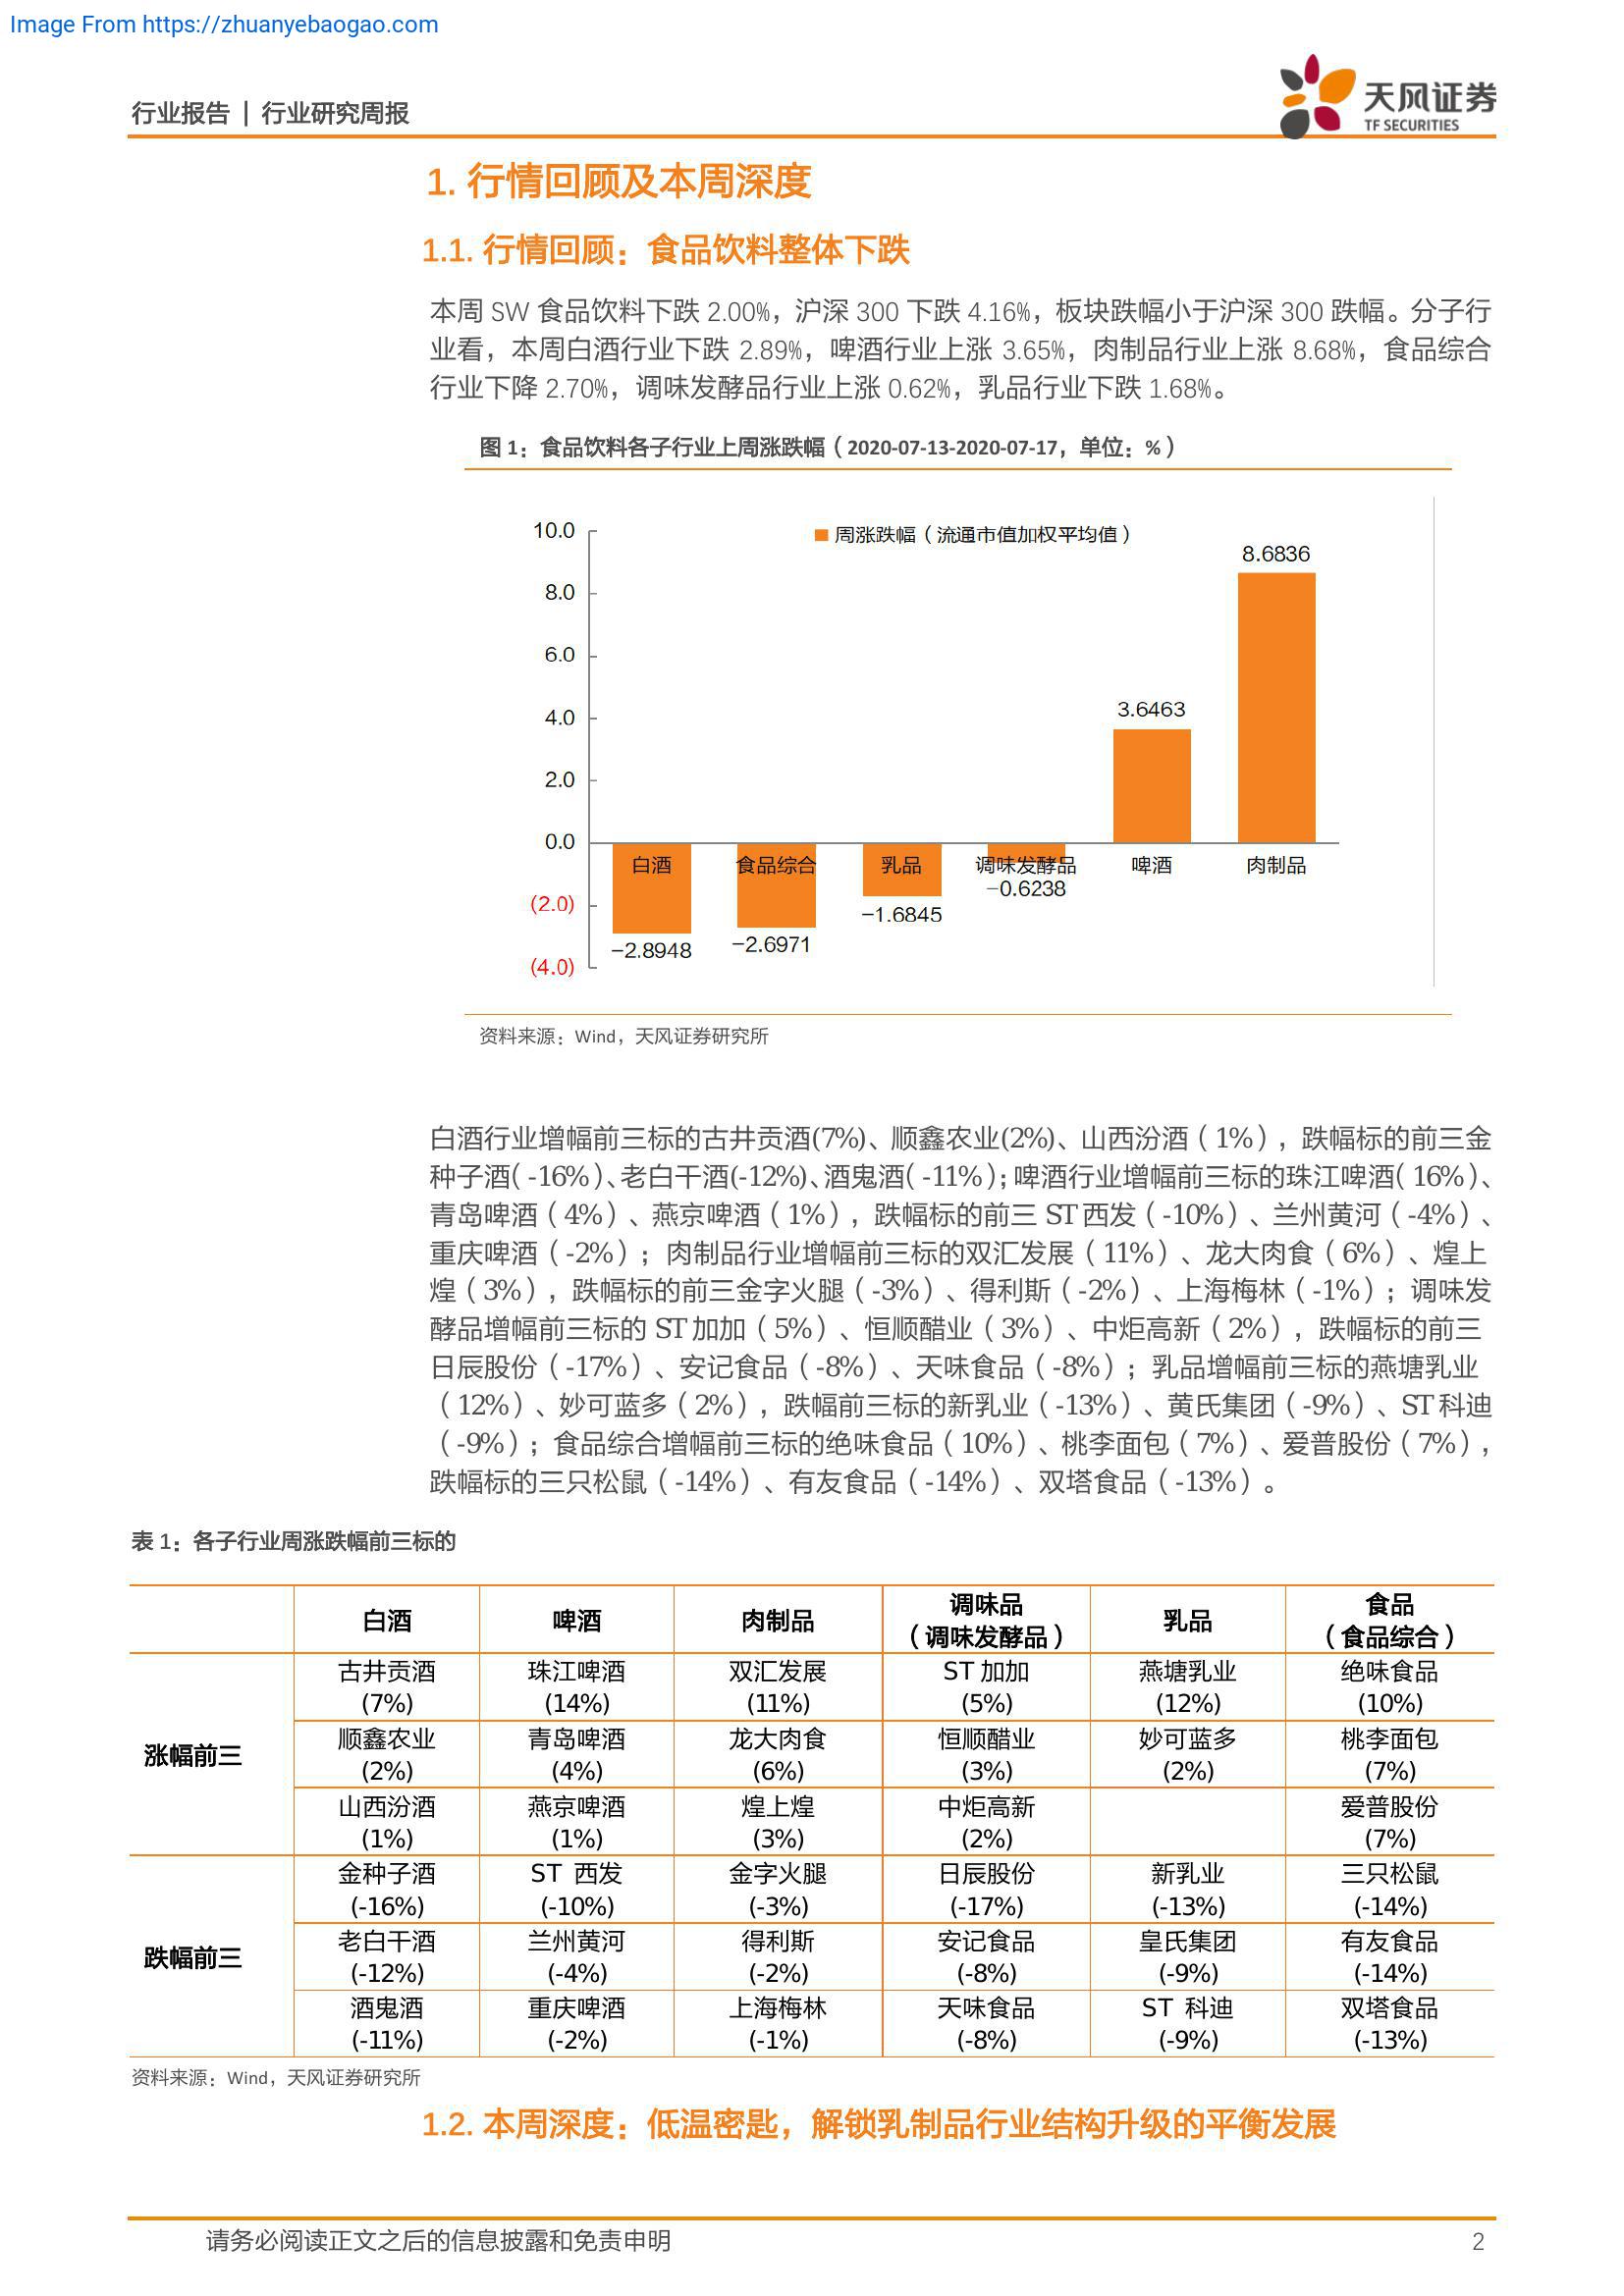 Image From https://zhuanyebaogao.com
行业报告 | 行业研究周报
天风证券
TF SECURITIES
1. 行情回顾及本周深度
1.1. 行情回顾：食品饮料整体下跌
本周 SW 食品饮料下跌 2.00%，沪深 300 下跌 4.16%，板块跌幅小于沪深 300 跌幅。分子行
业看，本周白酒行业下跌 2.89%，啤酒行业上涨 3.65%，肉制品行业上涨 8.68%，食品综合
行业下降 2.70%，调味发酵品行业上涨 0.62%，乳品行业下跌 1.68%。
图 1：食品饮料各子行业上周涨跌幅（2020-07-13-2020-07-17，单位：%）
周涨跌幅（流通市值加权平均值）
10.0
8.0
6.0
4.0
2.0
0.0
(2.0)
(4.0)
白酒 食品综合 乳品 调味发酵品 啤酒 肉制品
−2.8948 −2.6971 −1.6845 −0.6238 3.6463 8.6836
资料来源：Wind，天风证券研究所
白酒行业增幅前三标的古井贡酒(7%)、顺鑫农业(2%)、山西汾酒（1%），跌幅标的前三金
种子酒（-16%）、老白干酒(-12%)、酒鬼酒（-11%）；啤酒行业增幅前三标的珠江啤酒（16%）、
青岛啤酒（4%）、燕京啤酒（1%），跌幅标的前三 ST 西发（-10%）、兰州黄河（-4%）、
重庆啤酒（-2%）；肉制品行业增幅前三标的双汇发展（11%）、龙大肉食（6%）、煌上
煌（3%），跌幅标的前三金字火腿（-3%）、得利斯（-2%）、上海梅林（-1%）；调味发
酵品增幅前三标的 ST 加加（5%）、恒顺醋业（3%）、中炬高新（2%），跌幅标的前三
日辰股份（-17%）、安记食品（-8%）、天味食品（-8%）；乳品增幅前三标的燕塘乳业
（12%）、妙可蓝多（2%），跌幅前三标的新乳业（-13%）、黄氏集团（-9%）、ST 科迪
（-9%）；食品综合增幅前三标的绝味食品（10%）、桃李面包（7%）、爱普股份（7%），
跌幅标的三只松鼠（-14%）、有友食品（-14%）、双塔食品（-13%）。
表 1：各子行业周涨跌幅前三标的
白酒 啤酒 肉制品 调味品 乳品 食品
（调味发酵品） （食品综合）
涨幅前三
古井贡酒 珠江啤酒 双汇发展 ST 加加 燕塘乳业 绝味食品
(7%) (14%) (11%) (5%) (12%) (10%)
顺鑫农业 青岛啤酒 龙大肉食 恒顺醋业 妙可蓝多 桃李面包
(2%) (4%) (6%) (3%) (2%) (7%)
山西汾酒 燕京啤酒 煌上煌 中炬高新 爱普股份
(1%) (1%) (3%) (2%) (7%)
跌幅前三
金种子酒 ST 西发 金字火腿 日辰股份 新乳业 三只松鼠
(-16%) (-10%) (-3%) (-17%) (-13%) (-14%)
老白干酒 兰州黄河 得利斯 安记食品 皇氏集团 有友食品
(-12%) (-4%) (-2%) (-8%) (-9%) (-14%)
酒鬼酒 重庆啤酒 上海梅林 天味食品 ST 科迪 双塔食品
(-11%) (-2%) (-1%) (-8%) (-9%) (-13%)
资料来源：Wind，天风证券研究所
1.2. 本周深度：低温密匙，解锁乳制品行业结构升级的平衡发展
请务必阅读正文之后的信息披露和免责申明
2